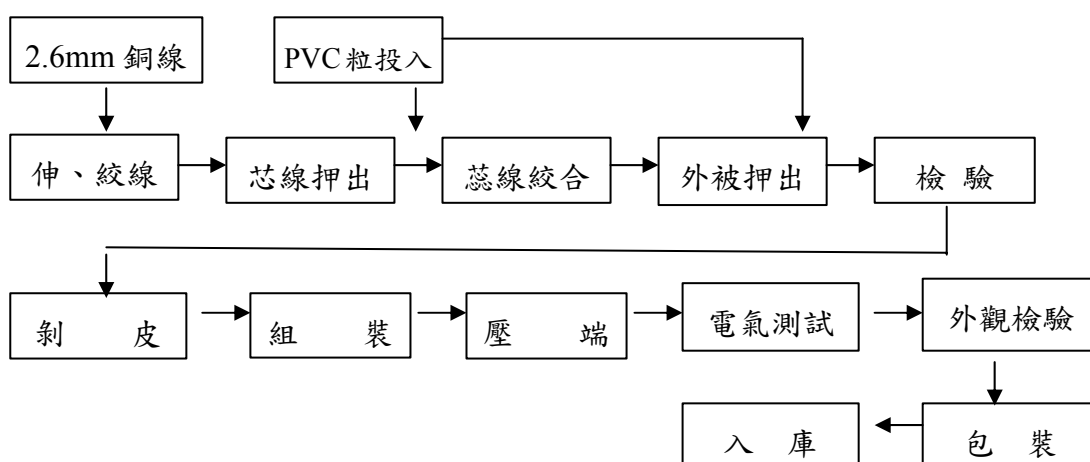 2.6mm 銅線
PVC 粒投入
伸、絞線
芯線押出
蕊線絞合
外被押出
檢 驗
剝 皮
組 裝
壓 端
電氣測試
外觀檢驗
入 庫
包 裝